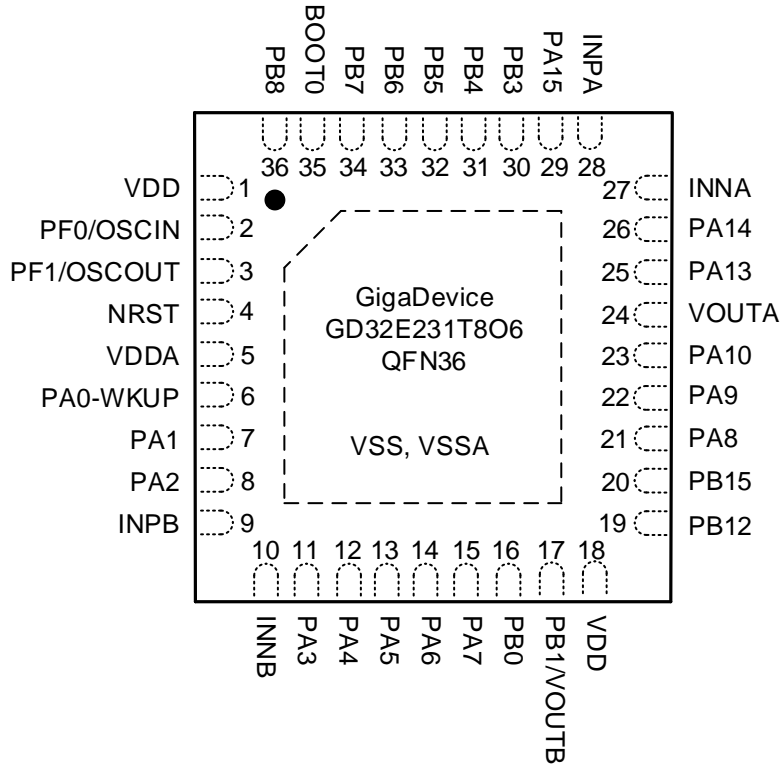 PB8
BOOT0
PB7
PB6
PB5
PB4
PB3
PA15
INPA
36
35
34
33
32
31
30
29
28
VDD
1
PF0/OSCIN
2
PF1/OSCOUT
3
NRST
4
VDDA
5
PA0-WKUP
6
PA1
7
PA2
8
INPB
9
GigaDevice
GD32E231T8O6
QFN36
VSS, VSSA
27
INNA
26
PA14
25
PA13
24
VOUTA
23
PA10
22
PA9
21
PA8
20
PB15
19
PB12
10
11
12
13
14
15
16
17
18
INNB
PA3
PA4
PA5
PA6
PA7
PB0
PB1/VOUTB
VDD